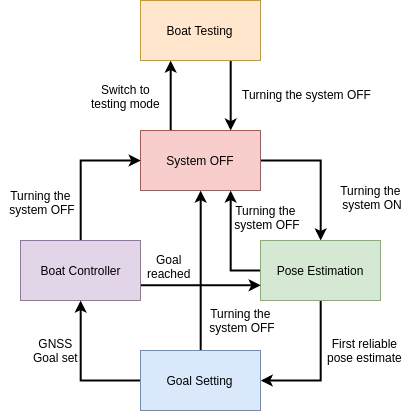 Boat Testing
Switch to
testing mode
Turning the system OFF
System OFF
Turning the
system OFF
Turning the
system OFF
Turning the
system ON
Boat Controller
Goal
reached
Pose Estimation
Turning the
system OFF
GNSS
Goal set
First reliable
pose estimate
Goal Setting